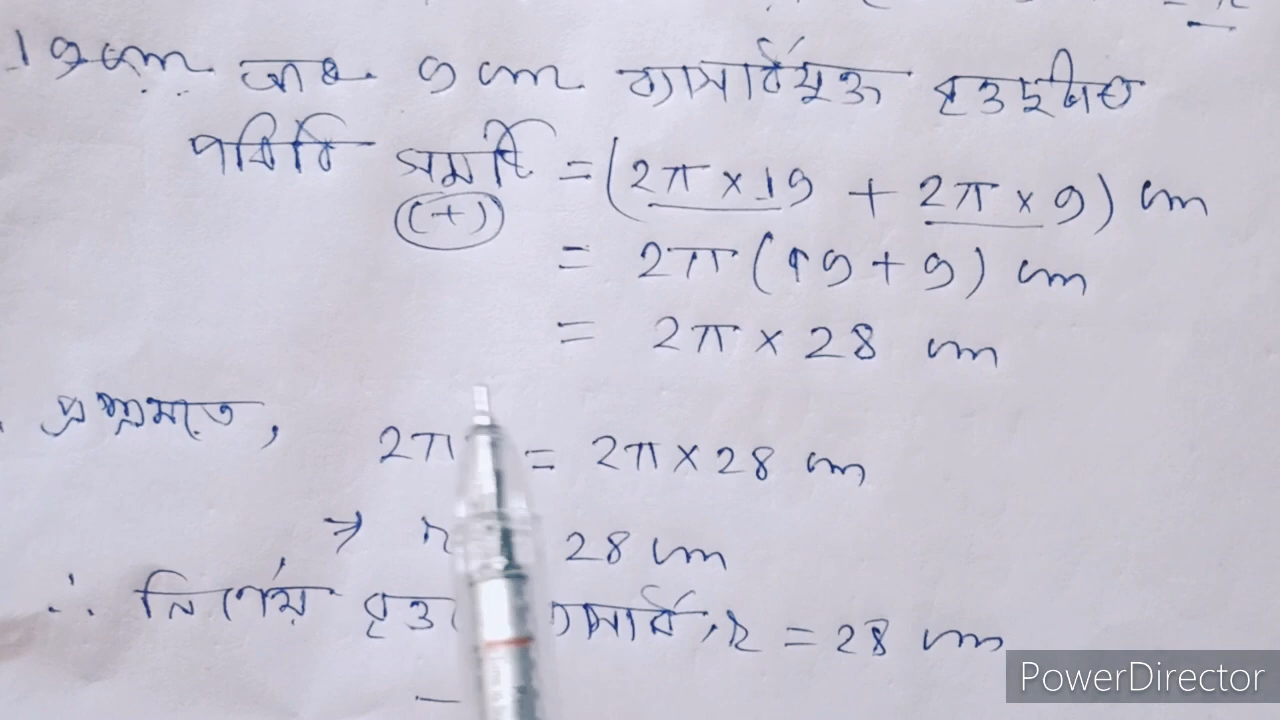 19 cm আৰু 9 cm ব্যাসাৰ্ধযুক্ত বৃত্ত দুটাৰ
পৰিধি সমষ্টি = (2π × 19 + 2π × 9) cm
(+)
= 2π (19 + 9) cm
= 2π × 28 cm
প্ৰশ্নমতে, 2π = 2π × 28 cm
⇒ r 28 cm
∴ নিৰ্ণেয় ব্যাসাৰ্ধ, r = 28 cm
PowerDirector